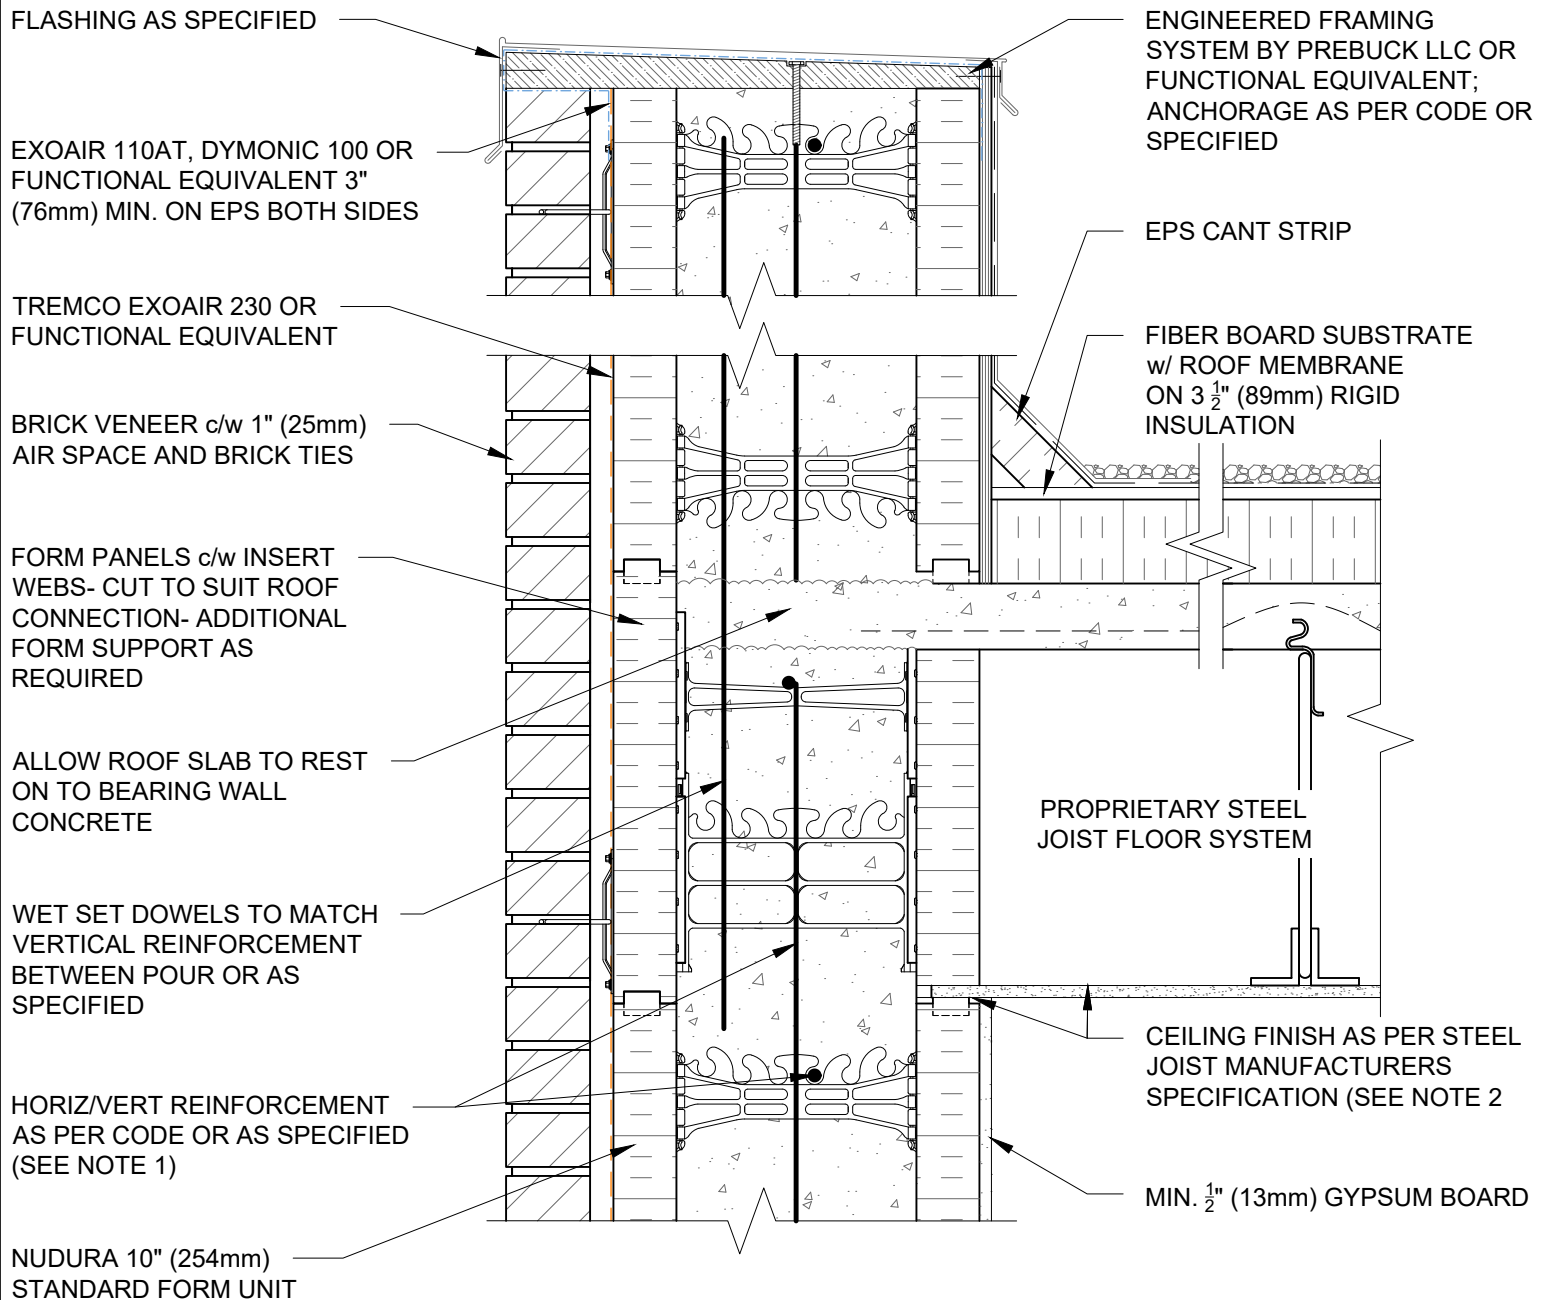 FLASHING AS SPECIFIED
EXOAIR 110AT, DYMONIC 100 OR
FUNCTIONAL EQUIVALENT 3"
(76mm) MIN. ON EPS BOTH SIDES
TREMCO EXOAIR 230 OR
FUNCTIONAL EQUIVALENT
BRICK VENEER c/w 1" (25mm)
AIR SPACE AND BRICK TIES
FORM PANELS c/w INSERT
WEBS- CUT TO SUIT ROOF
CONNECTION- ADDITIONAL
FORM SUPPORT AS
REQUIRED
ALLOW ROOF SLAB TO REST
ON TO BEARING WALL
CONCRETE
WET SET DOWELS TO MATCH
VERTICAL REINFORCEMENT
BETWEEN POUR OR AS
SPECIFIED
HORIZ/VERT REINFORCEMENT
AS PER CODE OR AS SPECIFIED
(SEE NOTE 1)
NUDURA 10" (254mm)
STANDARD FORM UNIT
ENGINEERED FRAMING
SYSTEM BY PREBUCK LLC OR
FUNCTIONAL EQUIVALENT;
ANCHORAGE AS PER CODE OR
SPECIFIED
EPS CANT STRIP
FIBER BOARD SUBSTRATE
w/ ROOF MEMBRANE
ON 3 1/2" (89mm) RIGID
INSULATION
PROPRIETARY STEEL
JOIST FLOOR SYSTEM
CEILING FINISH AS PER STEEL
JOIST MANUFACTURERS
SPECIFICATION (SEE NOTE 2
MIN. 1/2" (13mm) GYPSUM BOARD